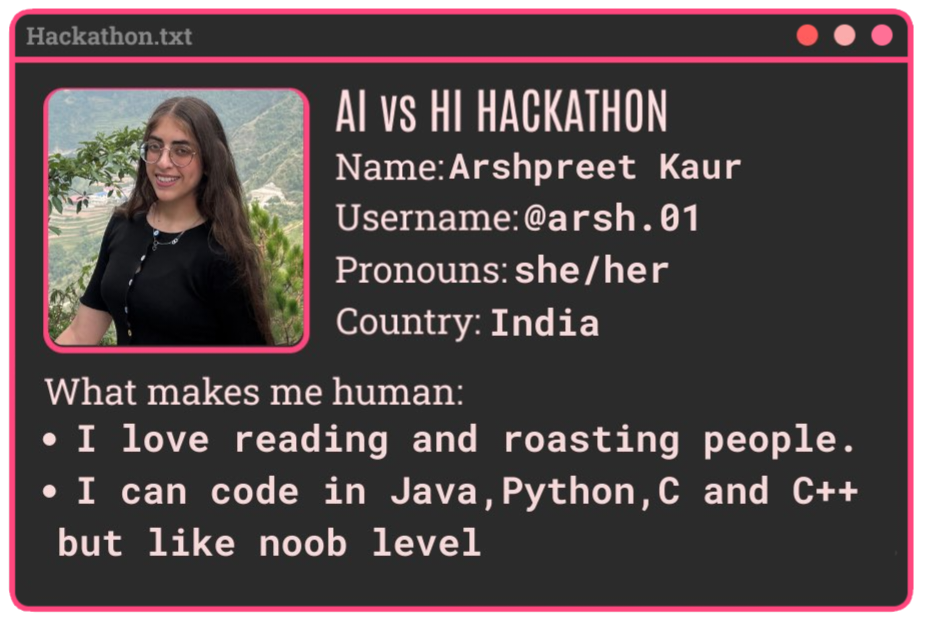 Hackathon.txt
AI vs HI HACKATHON
Name: Arshpreet Kaur
Username: @arsh.01
Pronouns: she/her
Country: India
What makes me human:
• I love reading and roasting people.
• I can code in Java,Python,C and C++
but like noob level